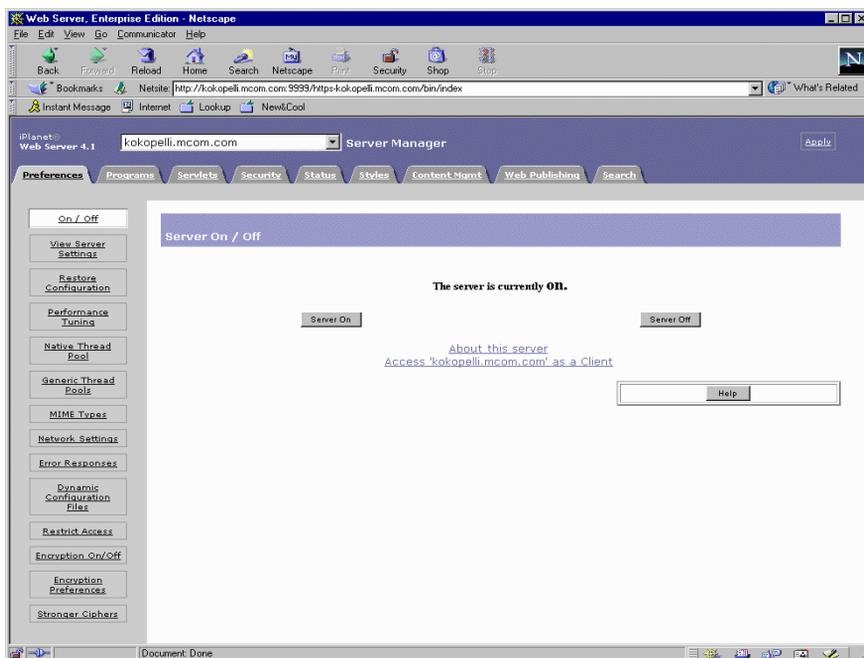 Web Server, Enterprise Edition - Netscape
File Edit View Go Communicator Help
Back Forward Reload Home Search Netscape Print Security Shop Stop
Bookmarks Netsite: http://kokopelli.mcom.com:9999/https-kokopelli.mcom.com/bin/index What's Related
Instant Message Internet Lookup New&Cool
iPlanet
Web Server 4.1
kokopelli.mcom.com
Server Manager
Apply
Preferences Programs Servlets Security Status Styles Content Mgmt Web Publishing Search
On / Off
View Server
Settings
Restore
Configuration
Performance
Tuning
Native Thread
Pool
Generic Thread
Pools
MIME Types
Network Settings
Error Responses
Dynamic
Configuration
Files
Restrict Access
Encryption On/Off
Encryption
Preferences
Stronger Ciphers
Server On / Off
The server is currently on.
Server On Server Off
About this server
Access 'kokopelli.mcom.com' as a Client
Help
Document: Done